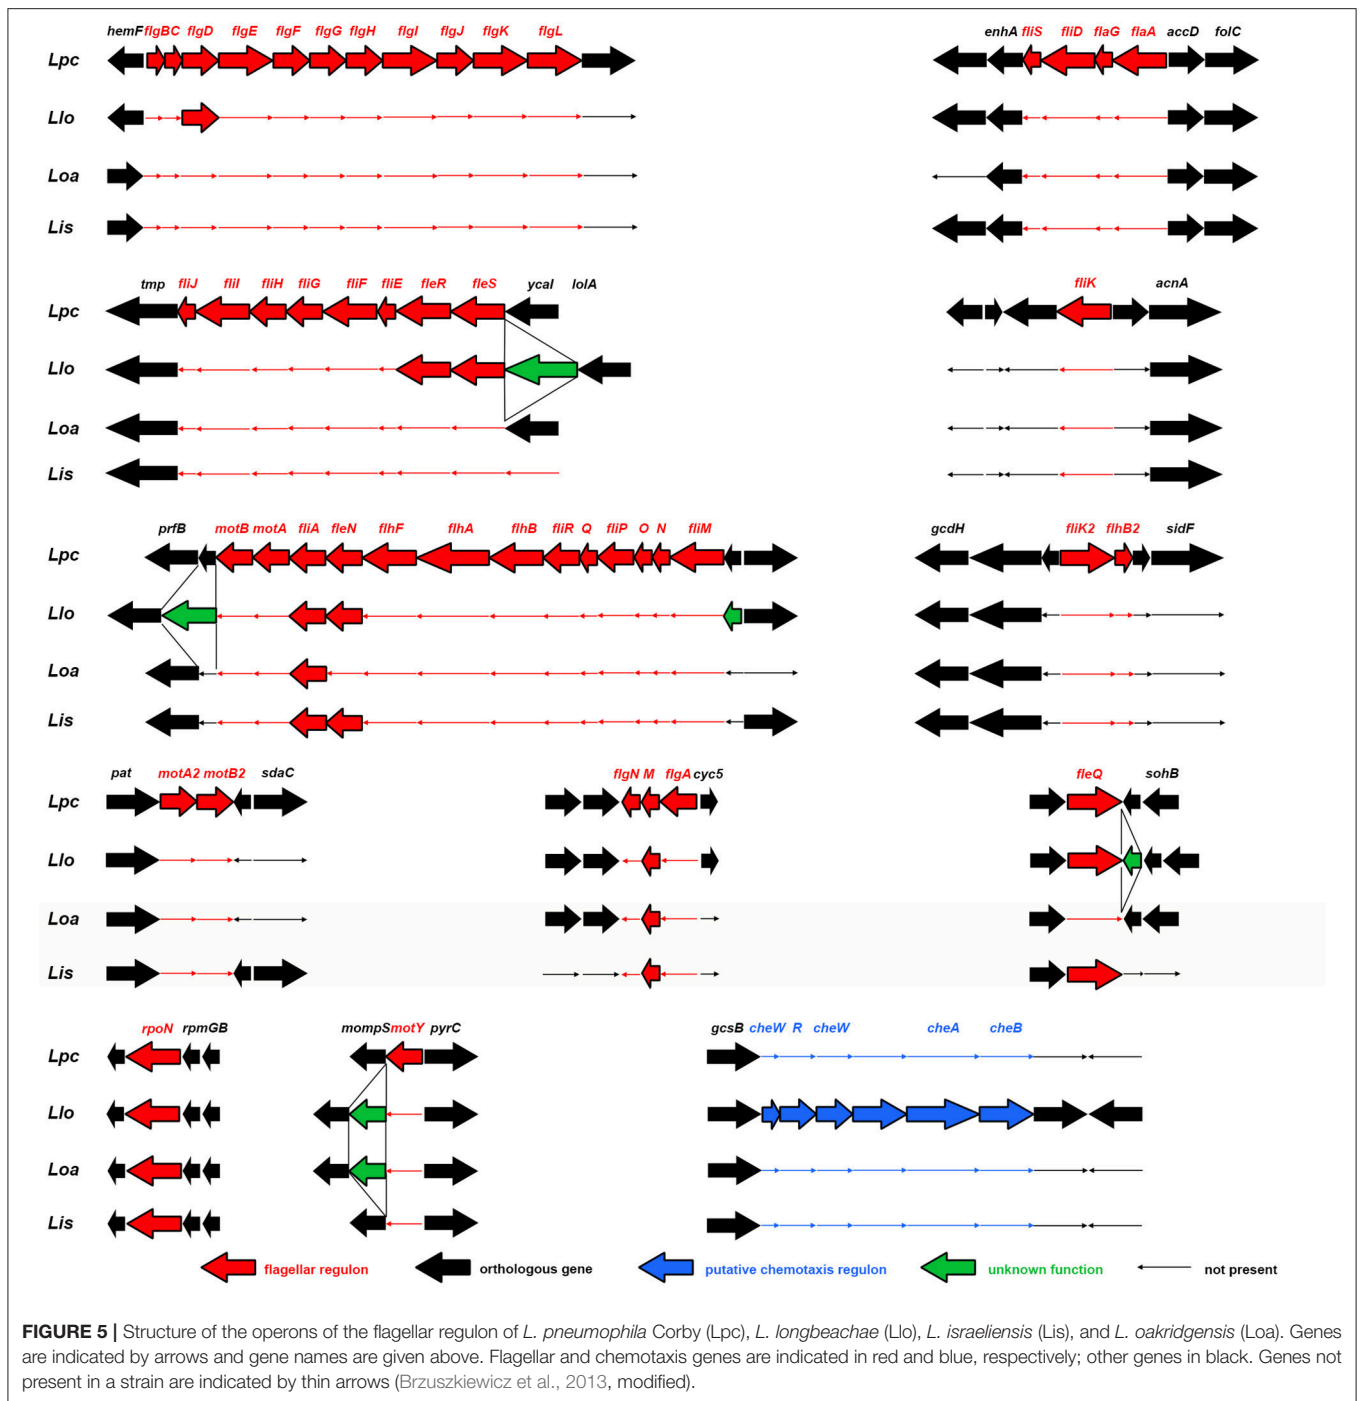 hemF flgBC flgD flgE flgF flgG flgH flgI flgJ flgK flgL
enhA fliS fliD flaG flaA accD folC
Lpc
Llo
Loa
Lis
tmp fliJ fliI fliH fliG fliF fliE fleR fleS ycaI lolA
fliK acnA
Lpc
Llo
Loa
Lis
prfB motB motA fliA fleN flhF flhA flhB fliR Q fliP O N fliM
gcdH fliK2 flhB2 sidF
Lpc
Llo
Loa
Lis
pat motA2 motB2 sdaC
flgN M flgA cyc5
fleQ sohB
Lpc
Llo
Loa
Lis
rpoN rpmGB
mompS motY pyrC
gcsB cheW R cheW cheA cheB
Lpc
Llo
Loa
Lis
flagellar regulon orthologous gene putative chemotaxis regulon unknown function not present
FIGURE 5 | Structure of the operons of the flagellar regulon of L. pneumophila Corby (Lpc), L. longbeachae (Llo), L. israeliensis (Lis), and L. oakridgensis (Loa). Genes
are indicated by arrows and gene names are given above. Flagellar and chemotaxis genes are indicated in red and blue, respectively; other genes in black. Genes not
present in a strain are indicated by thin arrows (Brzuszkiewicz et al., 2013, modified).